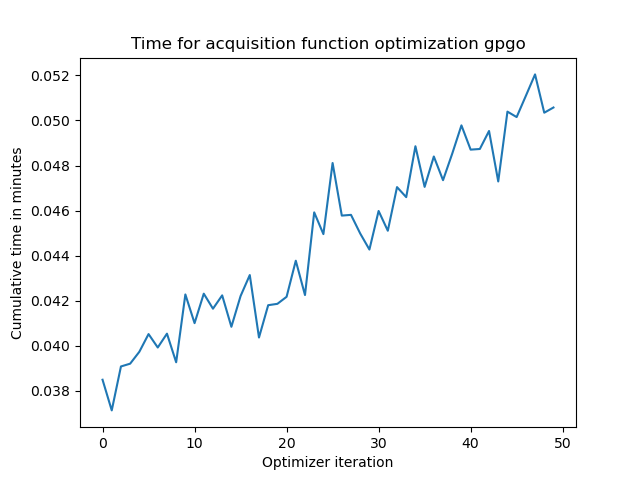 Time for acquisition function optimization gpgo
0.052
0.050
0.048
0.046
0.044
0.042
0.040
0.038
Cumulative time in minutes
0 10 20 30 40 50
Optimizer iteration